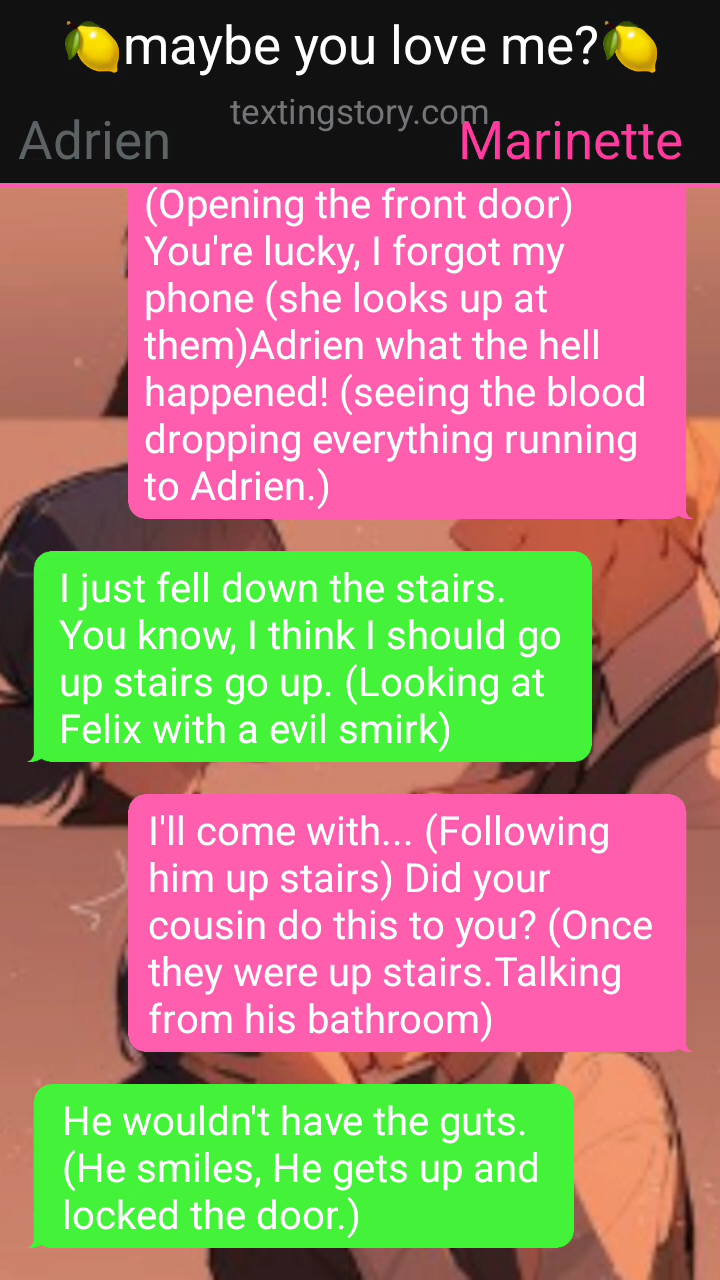 🍋maybe you love me?🍋
textingstory.com
Adrien
Marinette
(Opening the front door)
You're lucky, I forgot my
phone (she looks up at
them)Adrien what the hell
happened! (seeing the blood
dropping everything running
to Adrien.)
I just fell down the stairs.
You know, I think I should go
up stairs go up. (Looking at
Felix with a evil smirk)
I'll come with... (Following
him up stairs) Did your
cousin do this to you? (Once
they were up stairs.Talking
from his bathroom)
He wouldn't have the guts.
(He smiles, He gets up and
locked the door.)